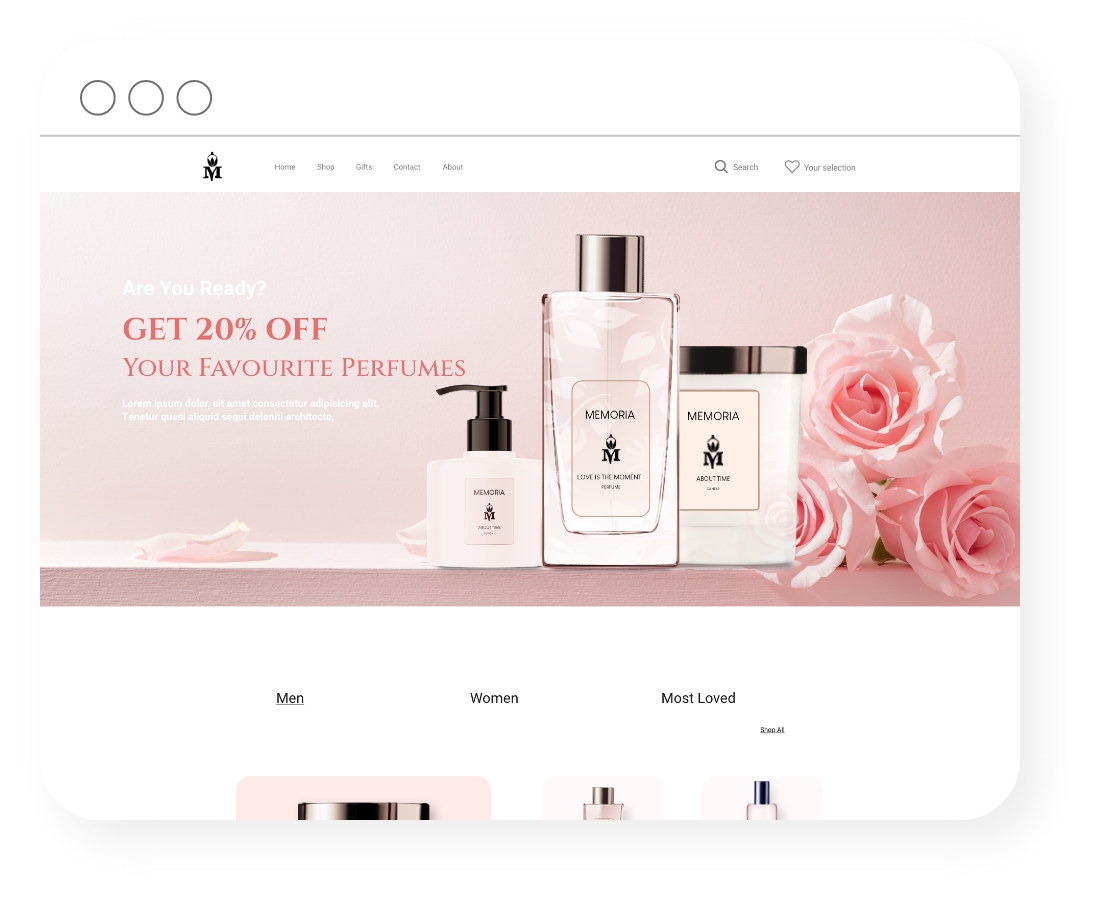 M
Home Shop Gifts Contact About
Search Your selection
Are You Ready?
GET 20% OFF
Your Favourite Perfumes
Lorem ipsum dolor, sit amet consectetur adipisicing elit.
Tenetur quasi aliquid sequi deleniti architecto,
MEMORIA
M
ABOUT TIME
MEMORIA
M
LOVE IS THE MOMENT
PERFUME
MEMORIA
M
ABOUT TIME
CANDLE
Men Women Most Loved
Shop All